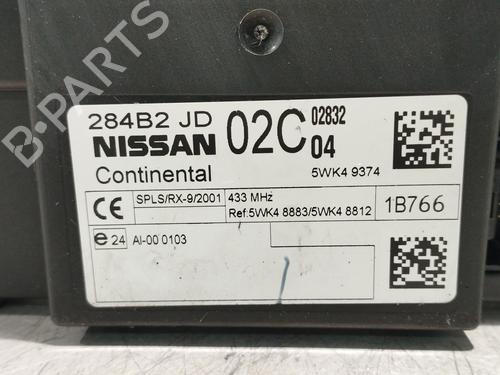 284B2 JD
NISSAN
02C
02832
04
Continental
5WK4 9374
CE
SPLS/RX-9/2001
433 MHz
Ref:5WK4 8883/5WK4 8812
1B766
e 24
AI-00 0103
B-PARTS